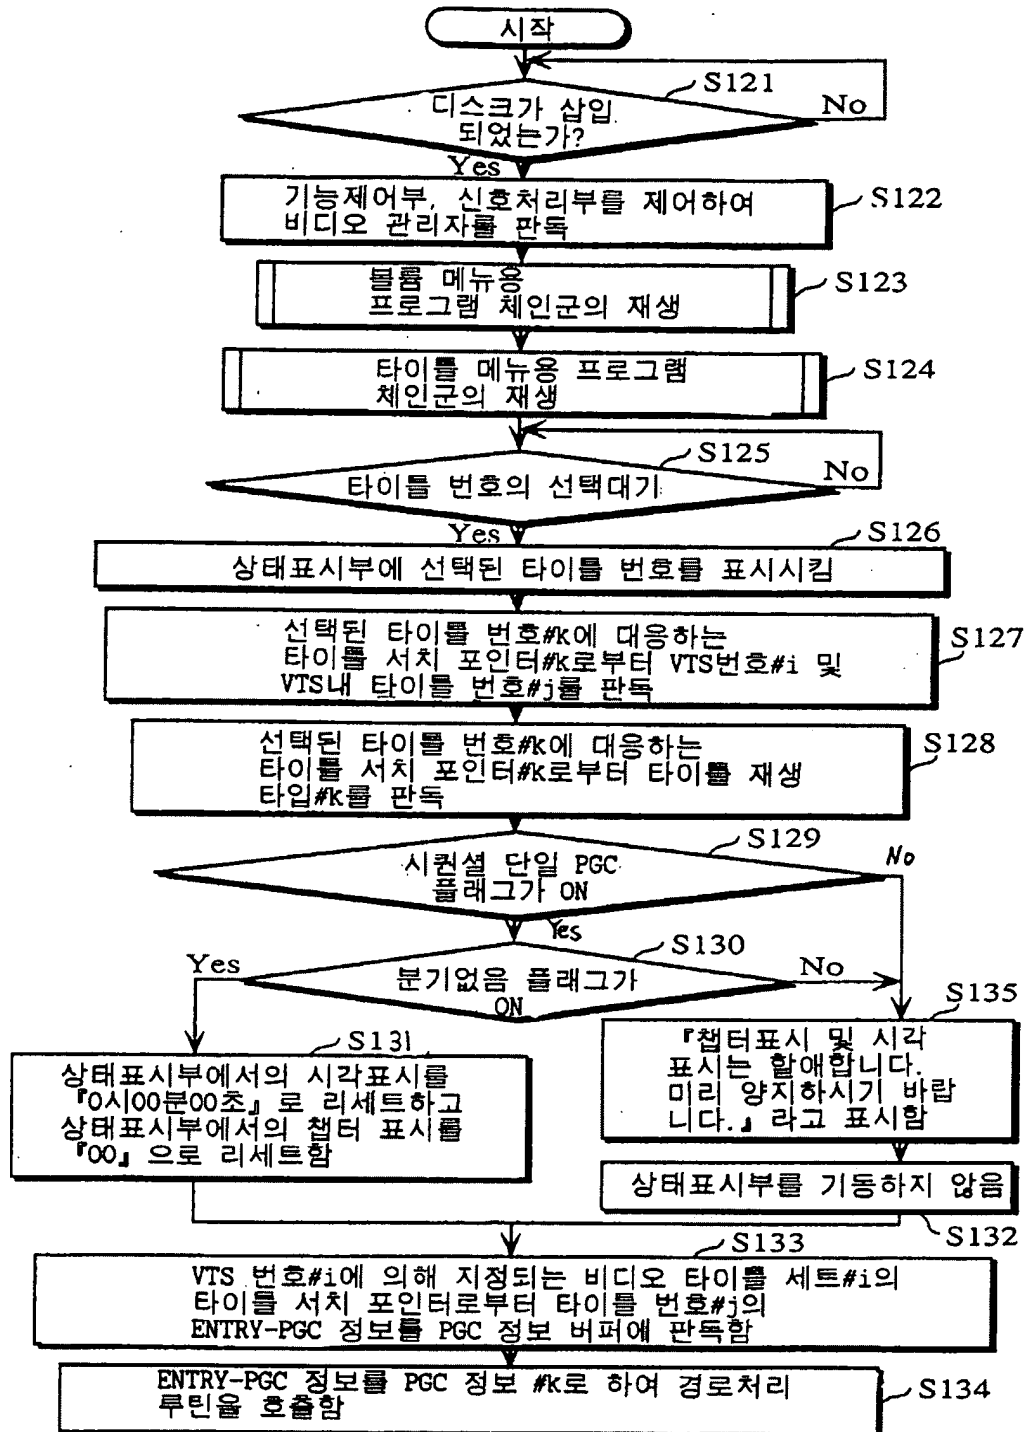 시작
S121
디스크가 삽입
되었는가?
No
Yes
기능제어부, 신호처리부를 제어하여
비디오 관리자를 판독
S122
볼륨 메뉴용
프로그램 체인군의 재생
S123
타이틀 메뉴용 프로그램
체인군의 재생
S124
S125
타이틀 번호의 선택대기
No
Yes
S126
상태표시부에 선택된 타이틀 번호를 표시시킴
선택된 타이틀 번호#k에 대응하는
타이틀 서치 포인터#k로부터 VTS번호#i 및
VTS내 타이틀 번호#j를 판독
S127
선택된 타이틀 번호#k에 대응하는
타이틀 서치 포인터#k로부터 타이틀 재생
타입#k를 판독
S128
S129
시퀀셜 단일 PGC
플래그가 ON
No
Yes
S130
분기없음 플래그가
ON
Yes
No
S131
상태표시부에서의 시각표시를
『0시00분00초』로 리세트하고
상태표시부에서의 챕터 표시를
『00』으로 리세트함
S135
『챕터표시 및 시각
표시는 할애합니다.
미리 양지하시기 바랍
니다.』라고 표시함
상태표시부를 기동하지 않음
S132
S133
VTS 번호#i에 의해 지정되는 비디오 타이틀 세트#i의
타이틀 서치 포인터로부터 타이틀 번호#j의
ENTRY-PGC 정보를 PGC 정보 버퍼에 판독함
ENTRY-PGC 정보를 PGC 정보 #k로 하여 경로처리
루틴을 호출함
S134